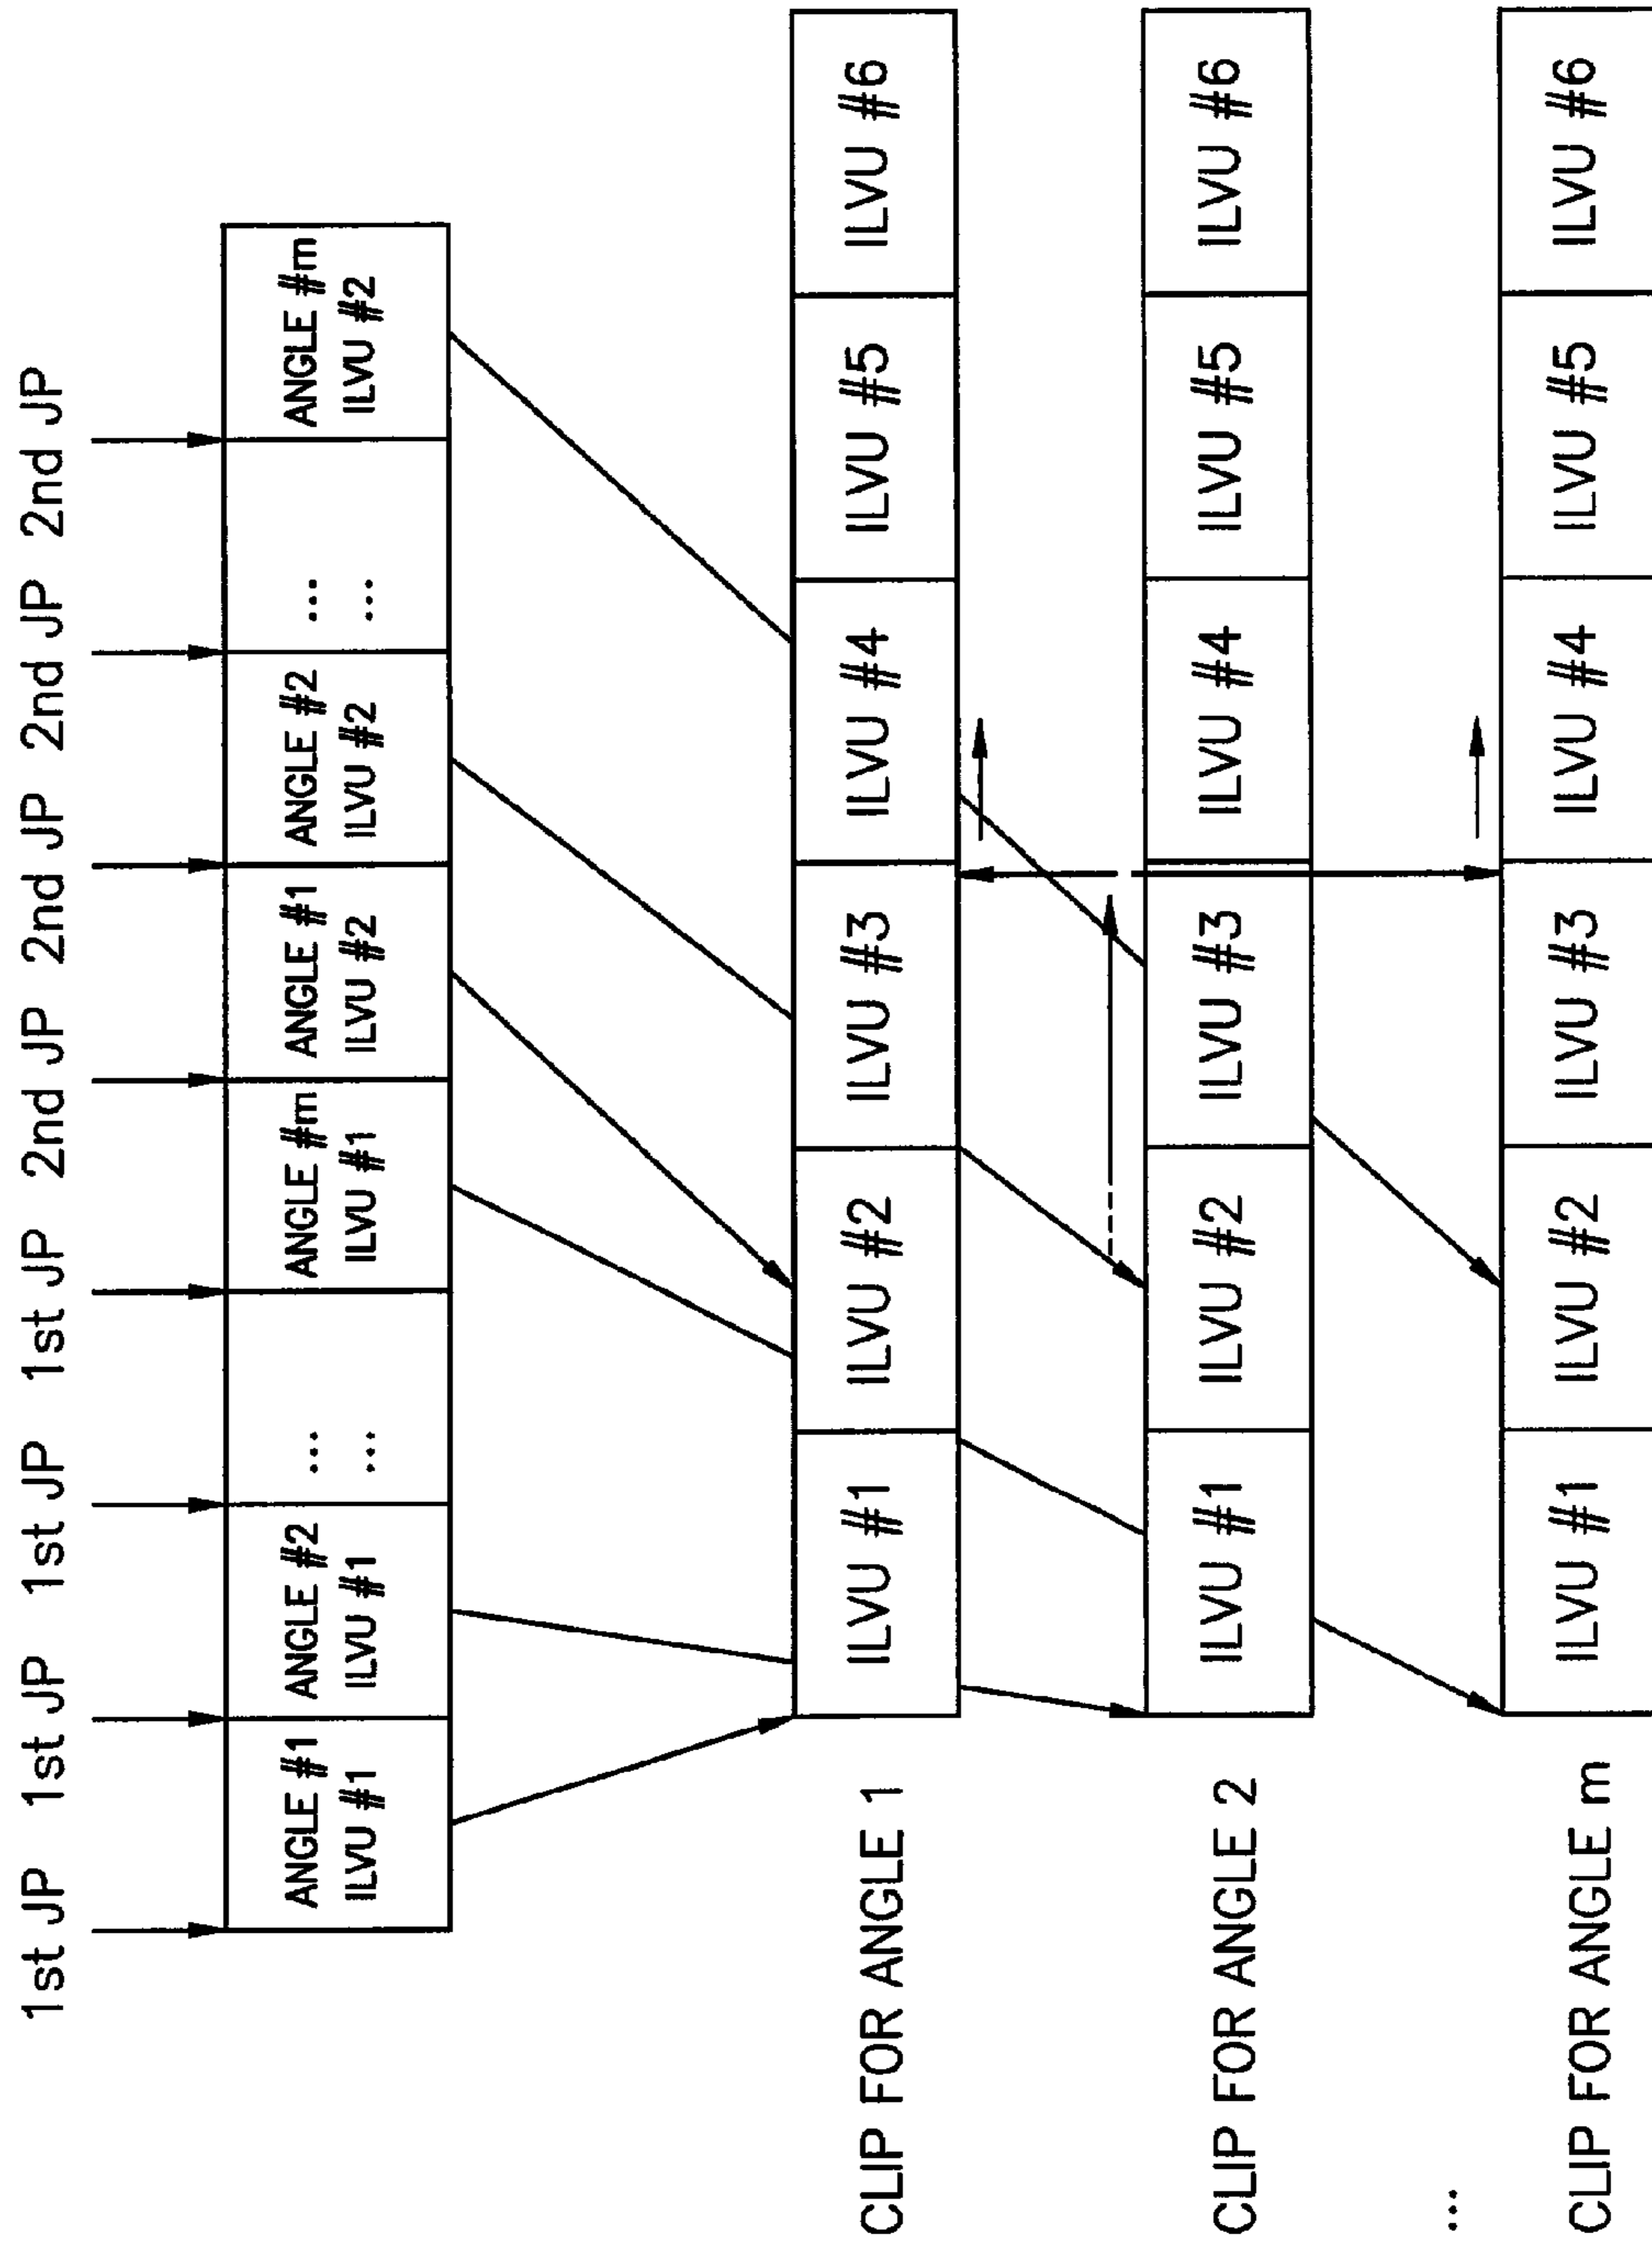 1st JP 1st JP 1st JP 1st JP 2nd JP 2nd JP 2nd JP 2nd JP
ANGLE #1 ANGLE #2 ... ANGLE #m ANGLE #1 ANGLE #2 ... ANGLE #m
ILVU #1 ILVU #1 ... ILVU #1 ILVU #2 ILVU #2 ... ILVU #2
CLIP FOR ANGLE 1 ILVU #1 ILVU #2 ILVU #3 ILVU #4 ILVU #5 ILVU #6
CLIP FOR ANGLE 2 ILVU #1 ILVU #2 ILVU #3 ILVU #4 ILVU #5 ILVU #6
...
CLIP FOR ANGLE m ILVU #1 ILVU #2 ILVU #3 ILVU #4 ILVU #5 ILVU #6